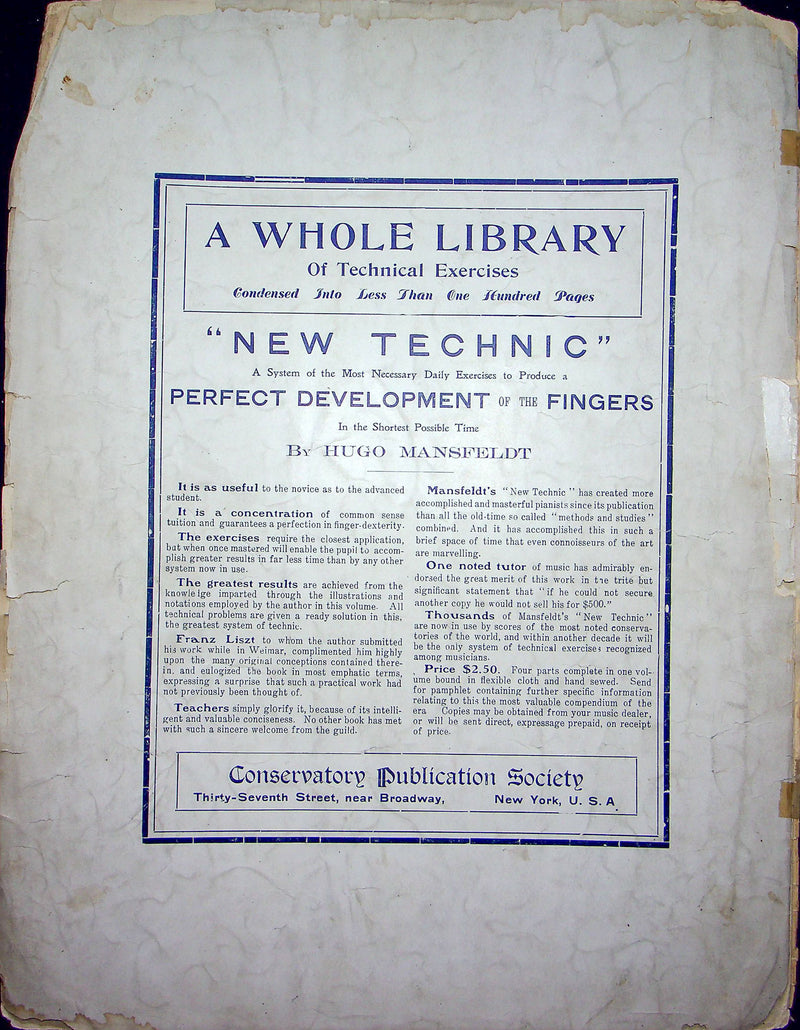 A WHOLE LIBRARY
Of Technical Exercises
Condensed Into Less Than One Hundred Pages
“NEW TECHNIC”
A System of the Most Necessary Daily Exercises to Produce a
PERFECT DEVELOPMENT OF THE FINGERS
In the Shortest Possible Time
By HUGO MANSFELDT
It is as useful to the novice as to the advanced
student.
It is a concentration of common sense
tuition and guarantees a perfection in finger-dexterity.
The exercises require the closest application,
but when once mastered will enable the pupil to accom-
plish greater results in far less time than by any other
system now in use.
The greatest results are achieved from the
knowledge imparted through the illustrations and
notations employed by the author in this volume. All
technical problems are given a ready solution in this,
the greatest system of technic.
Franz Liszt to whom the author submitted
his work while in Weimar, complimented him highly
upon the many original conceptions contained there-
in, and eulogized the book in most emphatic terms,
expressing a surprise that such a practical work had
not previously been thought of.
Teachers simply glorify it, because of its intelli-
gent and valuable conciseness. No other book has met
with such a sincere welcome from the guild.
Mansfeldt's “New Technic” has created more
accomplished and masterful pianists since its publication
than all the old-time so called “methods and studies”
combined. And it has accomplished this in such a
brief space of time that even connoisseurs of the art
are marvelling.
One noted tutor of music has admirably en-
dorsed the great merit of this work in the trite but
significant statement that “if he could not secure
another copy he would not sell his for $500.”
Thousands of Mansfeldt's “New Technic”
are now in use by scores of the most noted conserva-
tories of the world, and within another decade it will
be the only system of technical exercises recognized
among musicians.
Price $2.50. Four parts complete in one vol-
ume bound in flexible cloth and hand sewed. Send
for pamphlet containing further specific information
relating to this the most valuable compendium of the
era Copies may be obtained from your music dealer,
or will be sent direct, expressage prepaid, on receipt
of price.
Conservatory Publication Society
Thirty-Seventh Street, near Broadway, New York, U. S. A.